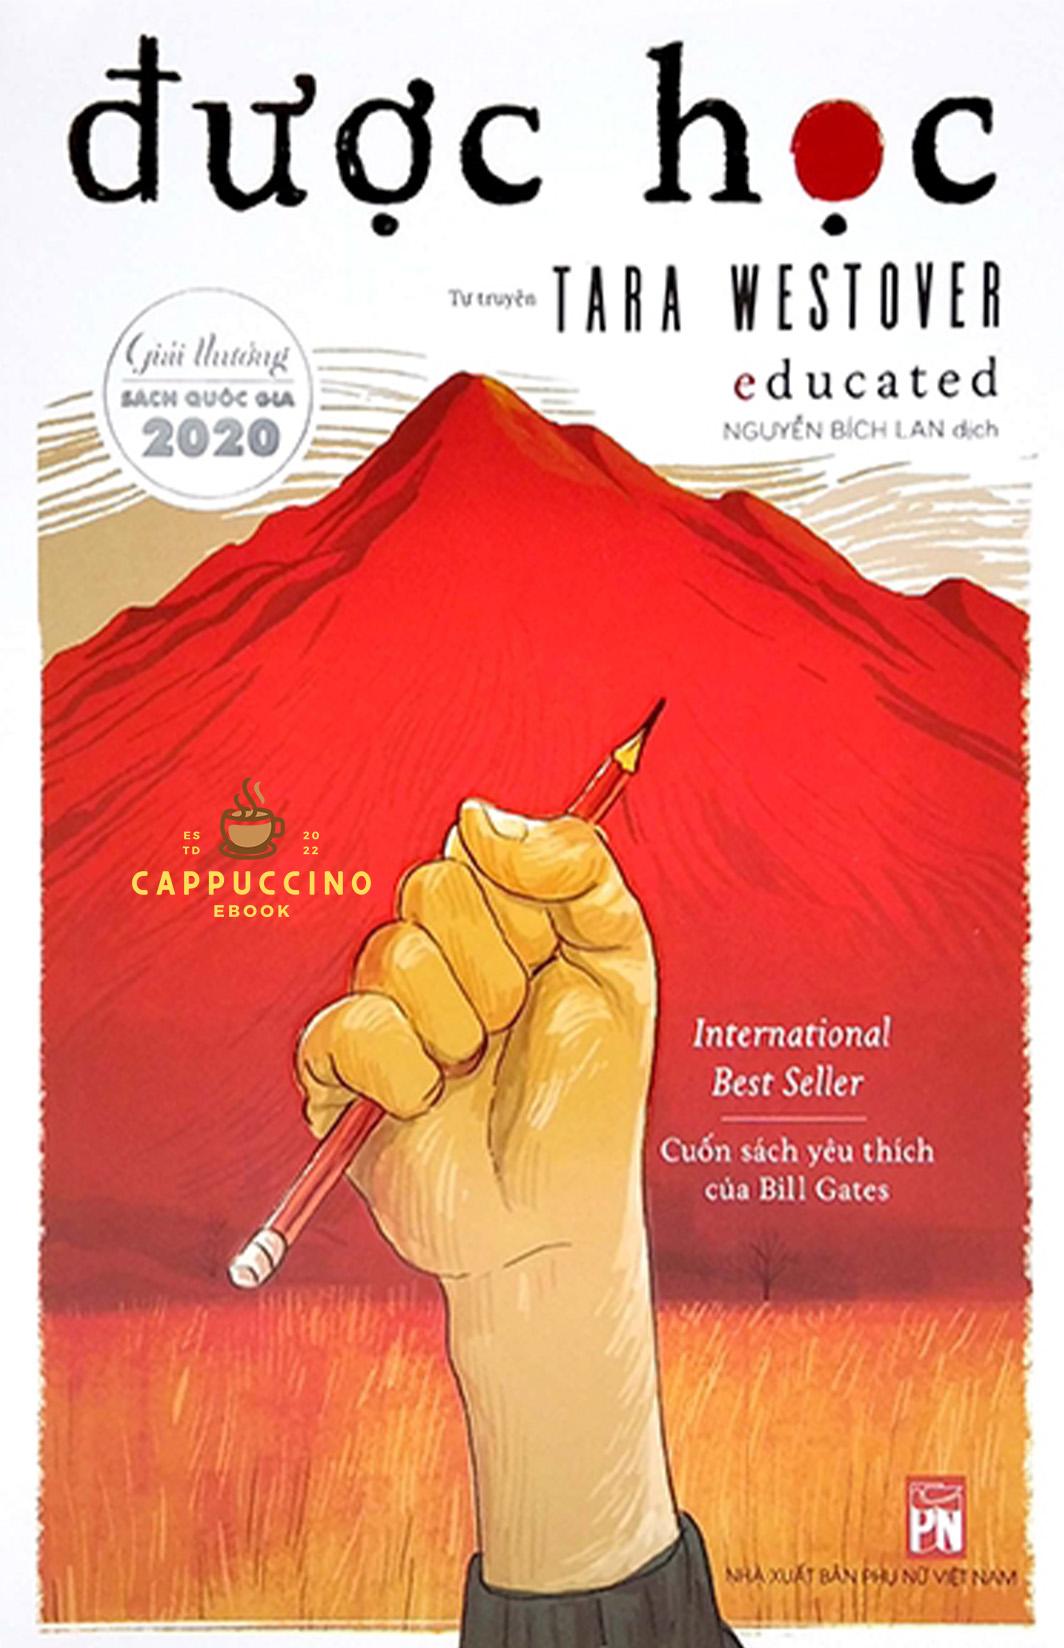 được học
Tự truyện TARA WESTOVER
educated
NGUYỄN BÍCH LAN dịch
Giải thưởng
SÁCH QUỐC GIA
2020
ES 20
TD 22
CAPPUCCINO
EBOOK
International
Best Seller
Cuốn sách yêu thích
của Bill Gates
PN
NHÀ XUẤT BẢN PHỤ NỮ VIỆT NAM